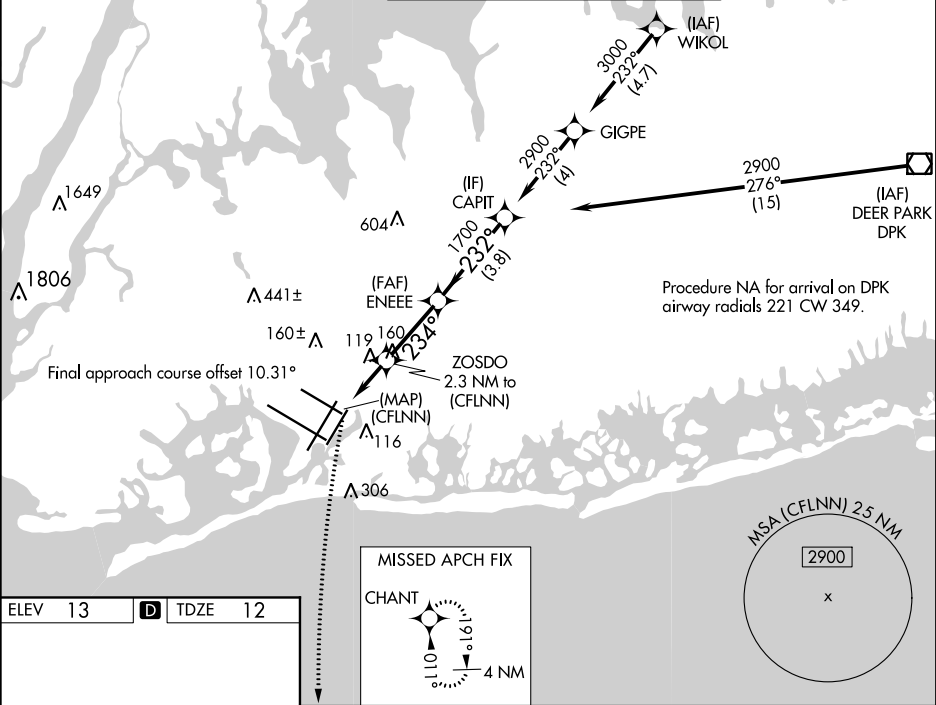 (IAF)
WIKOL
3000
232°
(4.7)
GIGPE
2900
232°
(4)
2900
276°
(15)
(IAF)
DEER PARK
DPK
(IF)
CAPIT
1649
604
1700
232°
(3.8)
1806
441±
(FAF)
ENEEE
Procedure NA for arrival on DPK
airway radials 221 CW 349.
160±
119
160
234°
ZOSDO
2.3 NM to
(CFLNN)
Final approach course offset 10.31°
(MAP)
(CFLNN)
116
306
MSA (CFLNN) 25 NM
2900
x
MISSED APCH FIX
CHANT
191°
011°
4 NM
ELEV 13 D TDZE 12